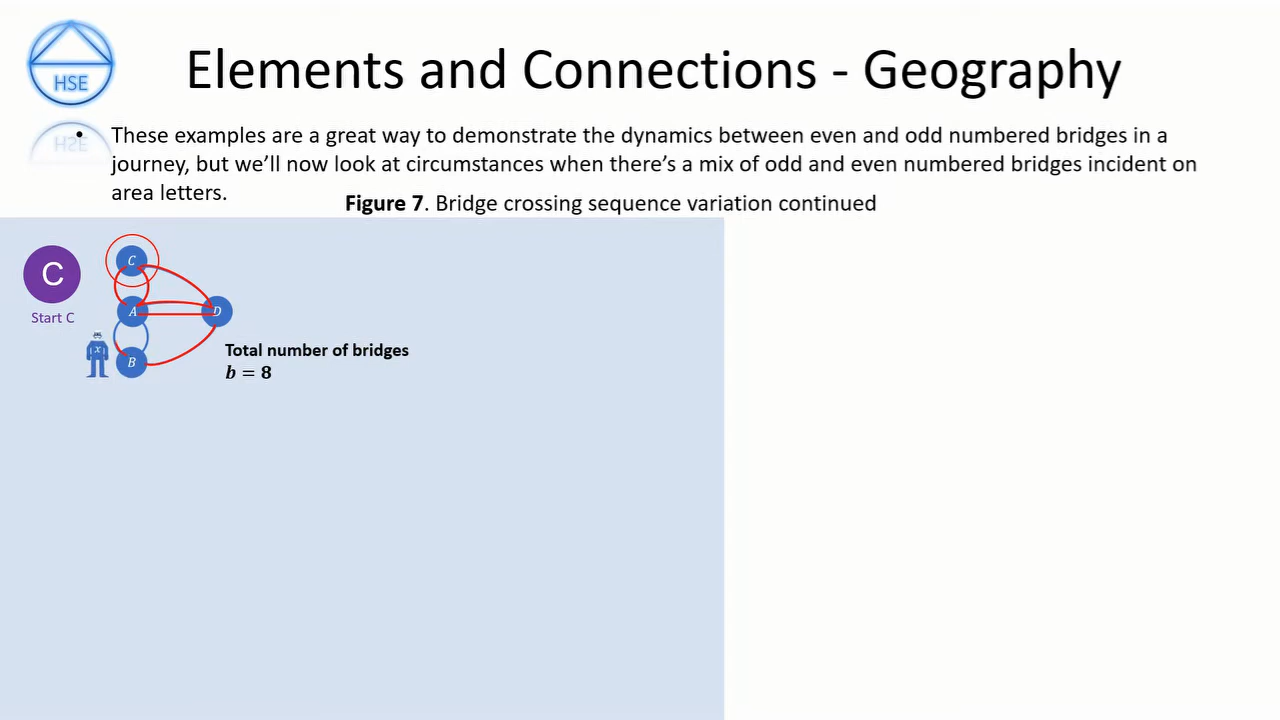 HSE
Elements and Connections - Geography
HSE
• These examples are a great way to demonstrate the dynamics between even and odd numbered bridges in a
journey, but we'll now look at circumstances when there's a mix of odd and even numbered bridges incident on
area letters.
Figure 7. Bridge crossing sequence variation continued
C
Start C
C
A
D
x
B
Total number of bridges
b = 8